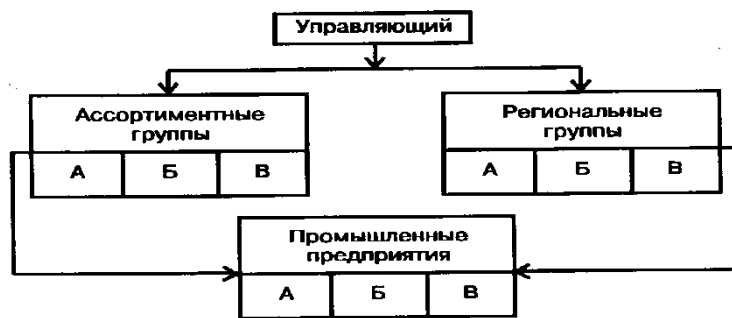 Управляющий
Ассортиментные
группы
А Б В
Региональные
группы
А Б В
Промышленные
предприятия
А Б В